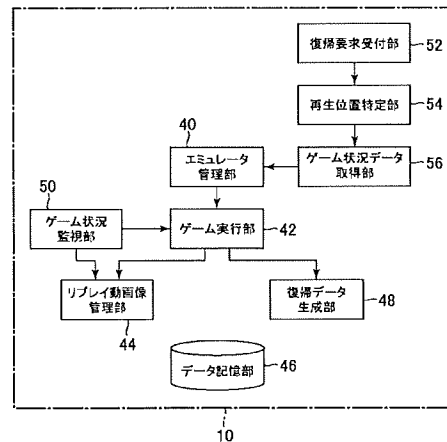 復帰要求受付部
52
再生位置特定部
54
40
エミュレータ
管理部
ゲーム状況データ
取得部
56
50
ゲーム状況
監視部
ゲーム実行部
42
リプレイ動画像
管理部
44
復帰データ
生成部
48
データ記憶部
46
10